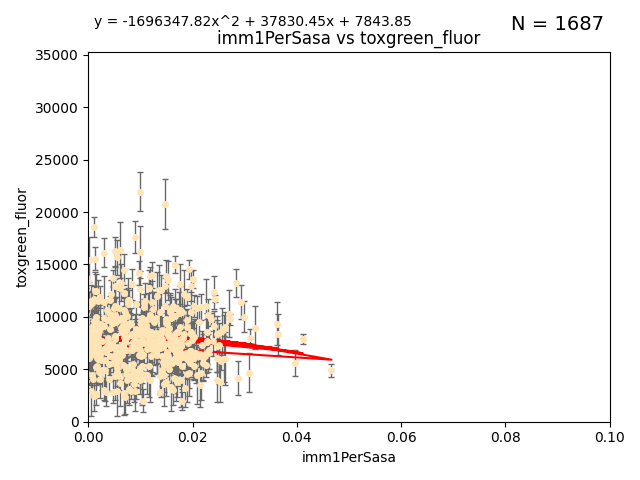 y = -1696347.82x^2 + 37830.45x + 7843.85
N = 1687
imm1PerSasa vs toxgreen_fluor
35000
30000
25000
20000
15000
10000
5000
0
toxgreen_fluor
0.00 0.02 0.04 0.06 0.08 0.10
imm1PerSasa